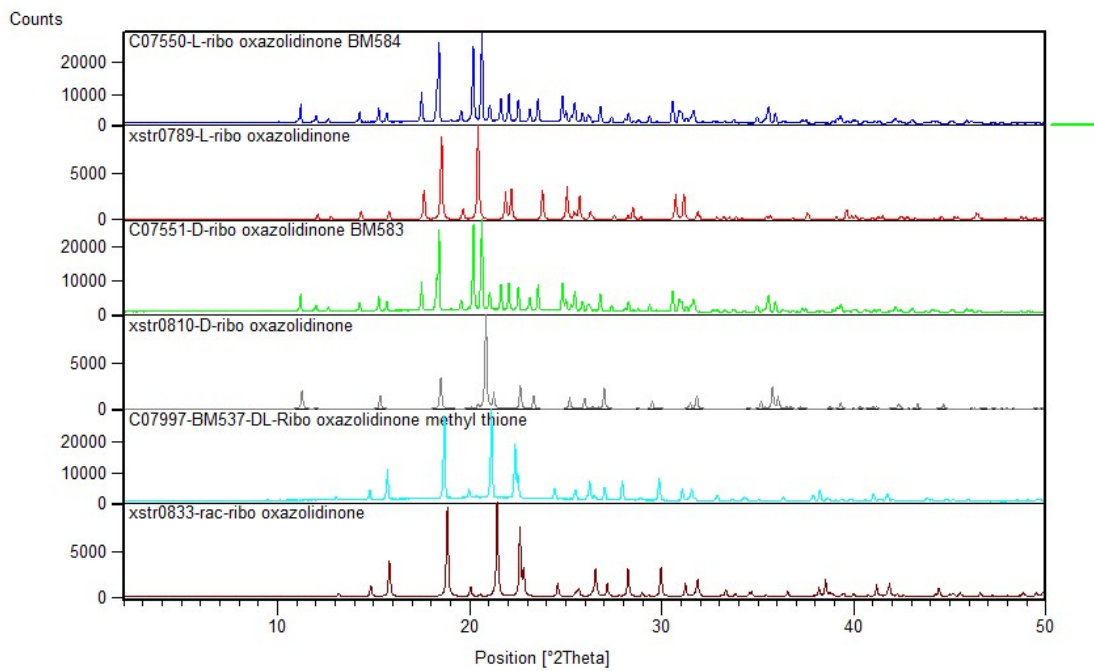 Counts
C07550-L-ribo oxazolidinone BM584
20000
10000
0
xstr0789-L-ribo oxazolidinone
5000
0
C07551-D-ribo oxazolidinone BM583
20000
10000
0
xstr0810-D-ribo oxazolidinone
5000
0
C07997-BM537-DL-Ribo oxazolidinone methyl thione
20000
10000
0
xstr0833-rac-ribo oxazolidinone
5000
0
10 20 30 40 50
Position [°2Theta]